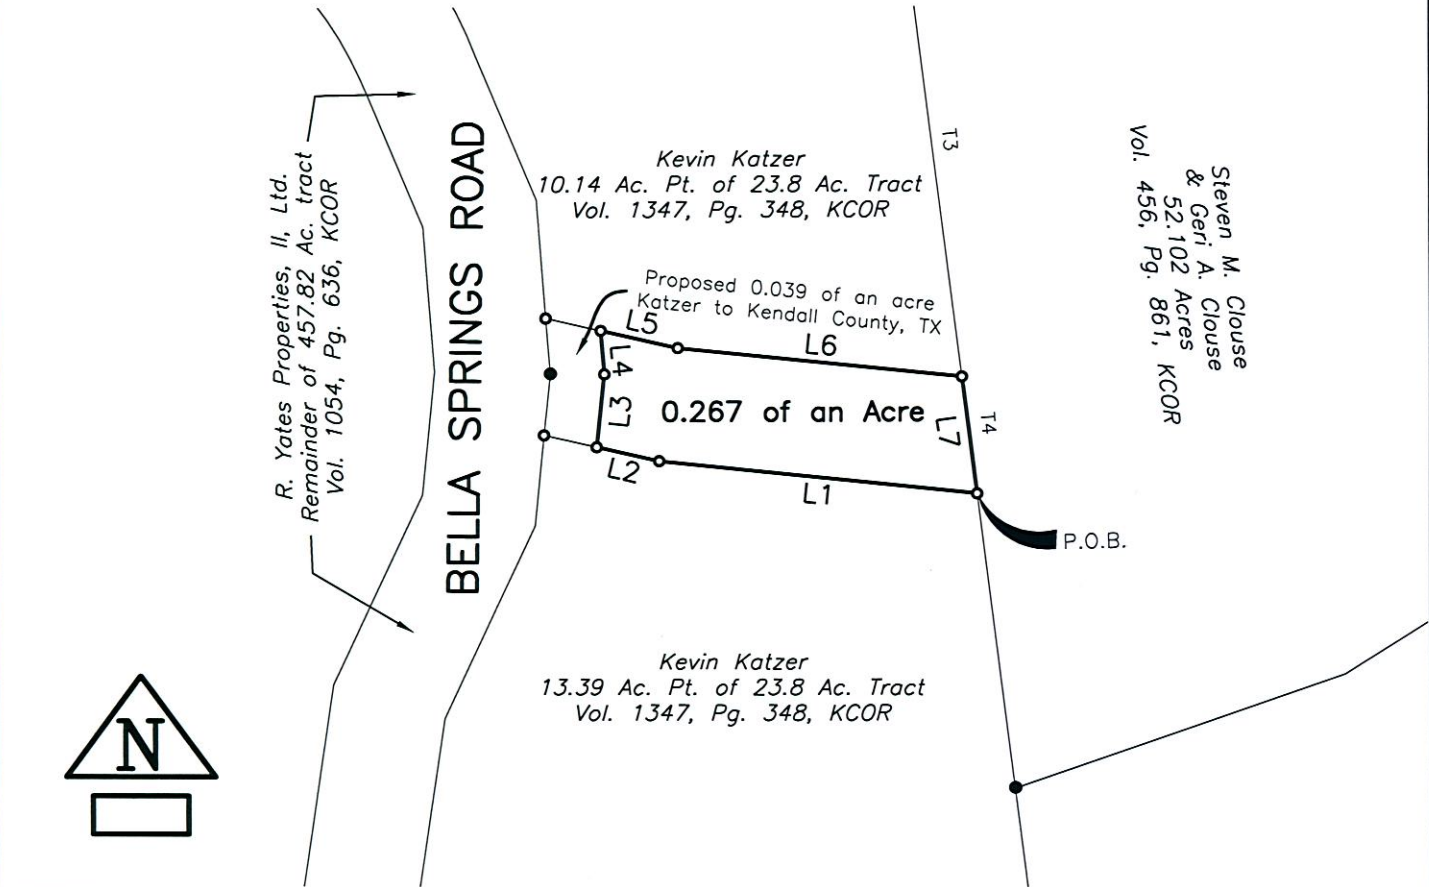 Kevin Katzer
10.14 Ac. Pt. of 23.8 Ac. Tract
Vol. 1347, Pg. 348, KCOR
T3
Steven M. Clouse
& Geri A. Clouse
52.102 Acres
Vol. 456, Pg. 861, KCOR
R. Yates Properties, II, Ltd.
Remainder of 457.82 Ac. tract
Vol. 1054, Pg. 636, KCOR
BELLA SPRINGS ROAD
Proposed 0.039 of an acre
Katzer to Kendall County, TX
L5
L6
L4
L3
0.267 of an Acre
L7
T4
L2
L1
P.O.B.
Kevin Katzer
13.39 Ac. Pt. of 23.8 Ac. Tract
Vol. 1347, Pg. 348, KCOR
N